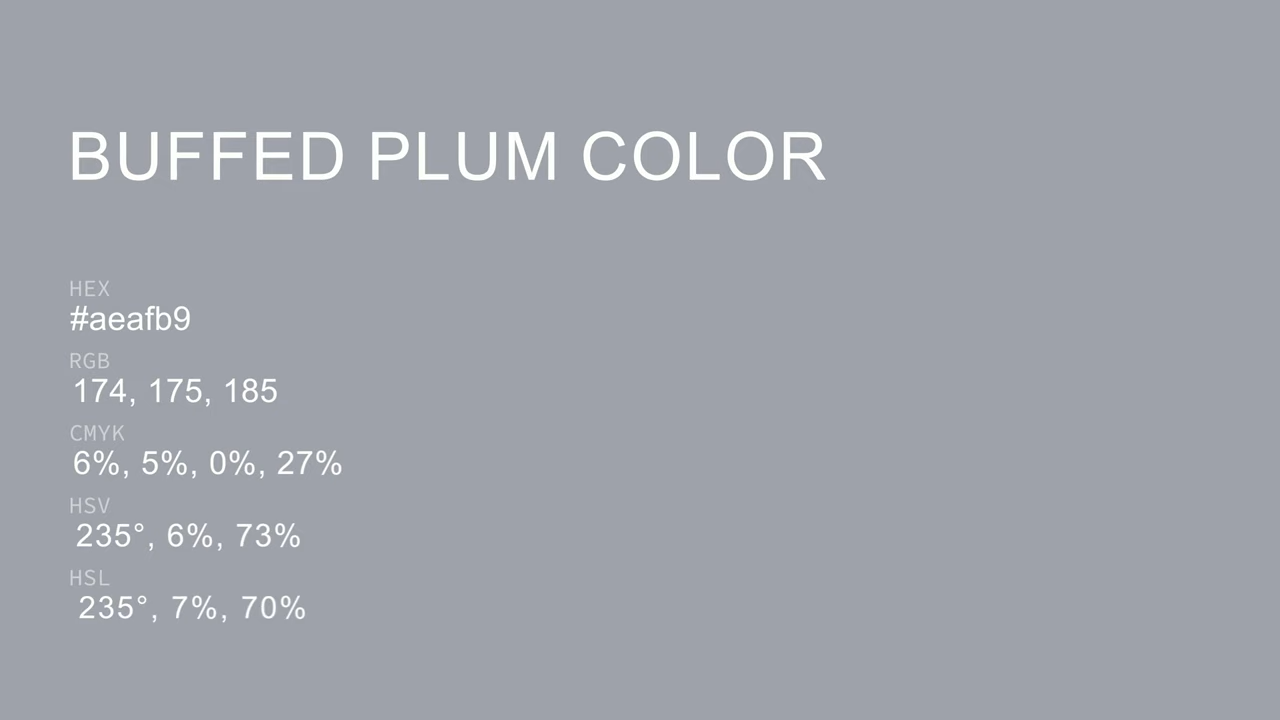 BUFFED PLUM COLOR
HEX
#aeafb9
RGB
174, 175, 185
CMYK
6%, 5%, 0%, 27%
HSV
235°, 6%, 73%
HSL
235°, 7%, 70%